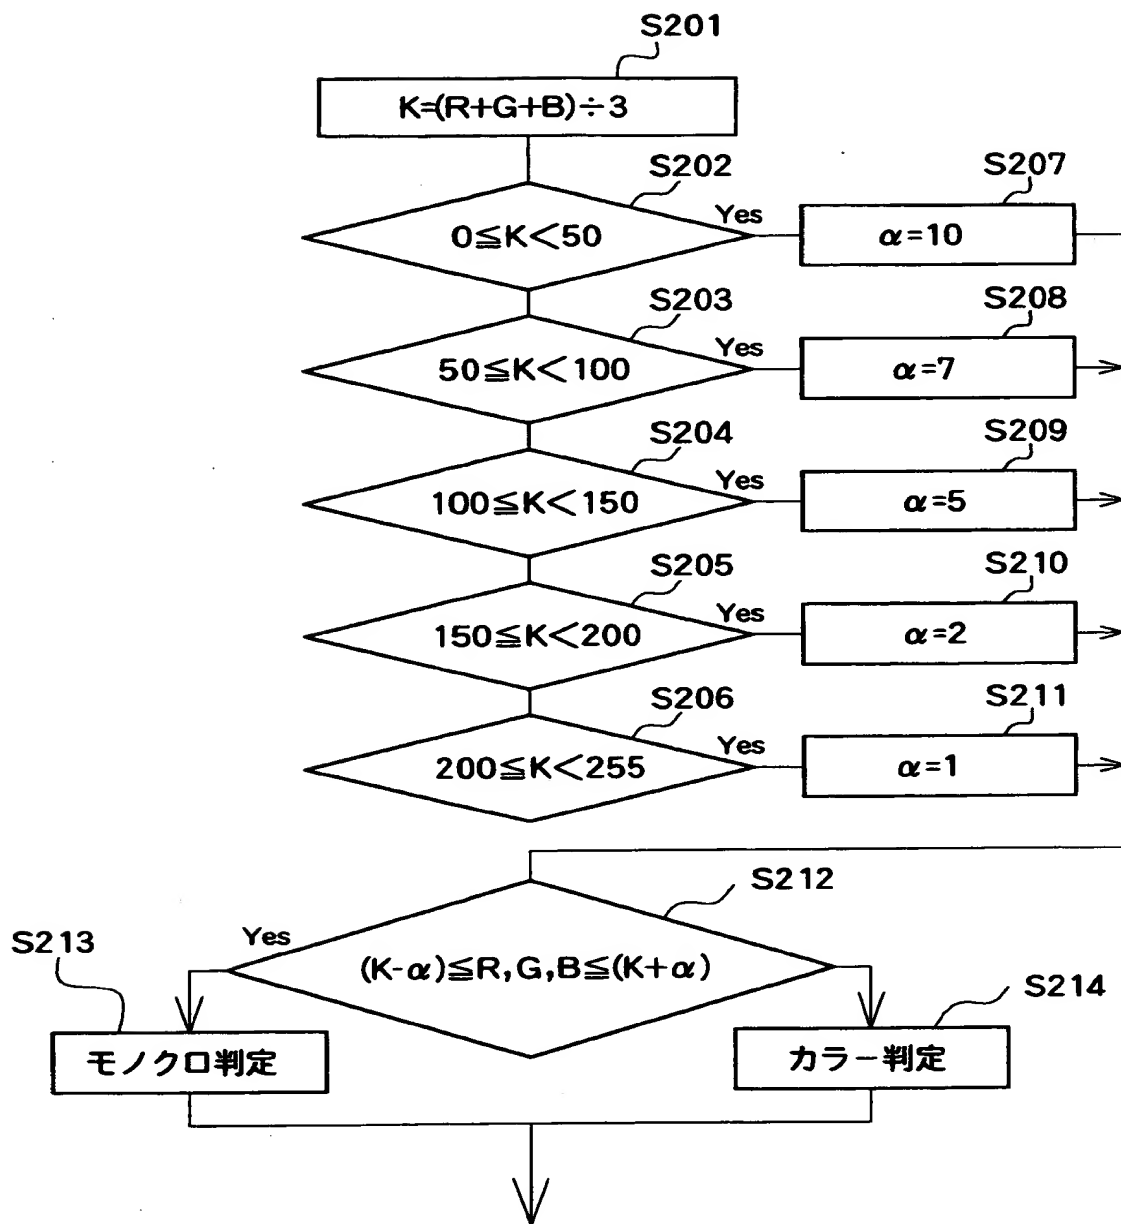 S201
K=(R+G+B)÷3
S202
0≦K<50
Yes
S207
α=10
S203
50≦K<100
Yes
S208
α=7
S204
100≦K<150
Yes
S209
α=5
S205
150≦K<200
Yes
S210
α=2
S206
200≦K<255
Yes
S211
α=1
S212
(K-α)≦R,G,B≦(K+α)
Yes
S213
モノクロ判定
S214
カラー判定